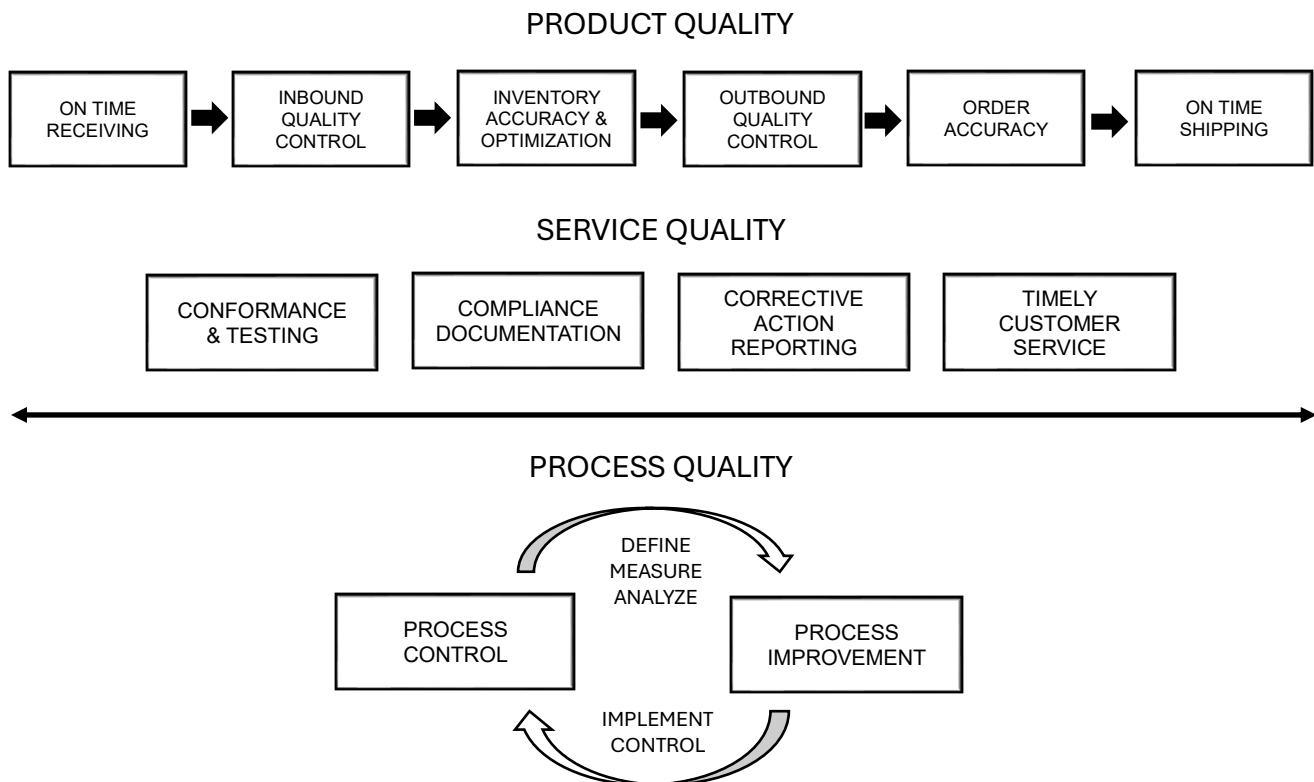 PRODUCT QUALITY
ON TIME
RECEIVING
INBOUND
QUALITY
CONTROL
INVENTORY
ACCURACY &
OPTIMIZATION
OUTBOUND
QUALITY
CONTROL
ORDER
ACCURACY
ON TIME
SHIPPING
SERVICE QUALITY
CONFORMANCE
& TESTING
COMPLIANCE
DOCUMENTATION
CORRECTIVE
ACTION
REPORTING
TIMELY
CUSTOMER
SERVICE
PROCESS QUALITY
DEFINE
MEASURE
ANALYZE
PROCESS
CONTROL
PROCESS
IMPROVEMENT
IMPLEMENT
CONTROL